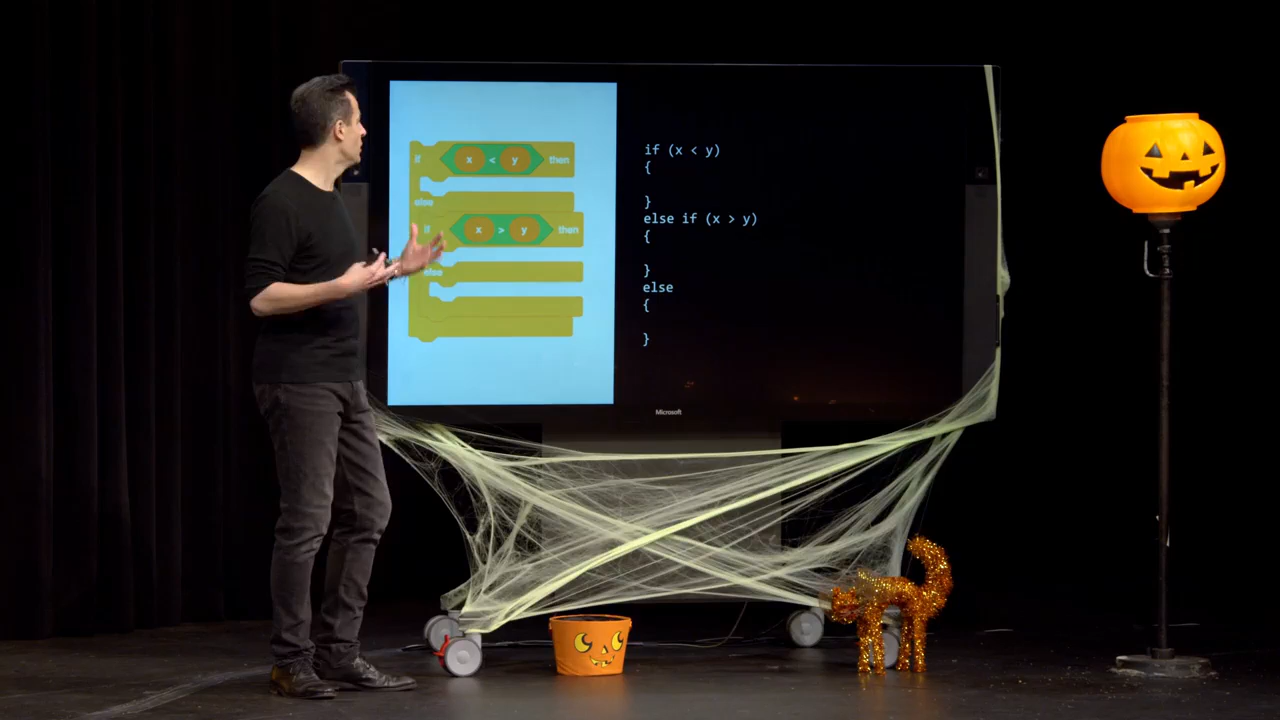 if x < y then
else
if x > y then
else
if (x < y)
{
}
else if (x > y)
{
}
else
{
}
Microsoft